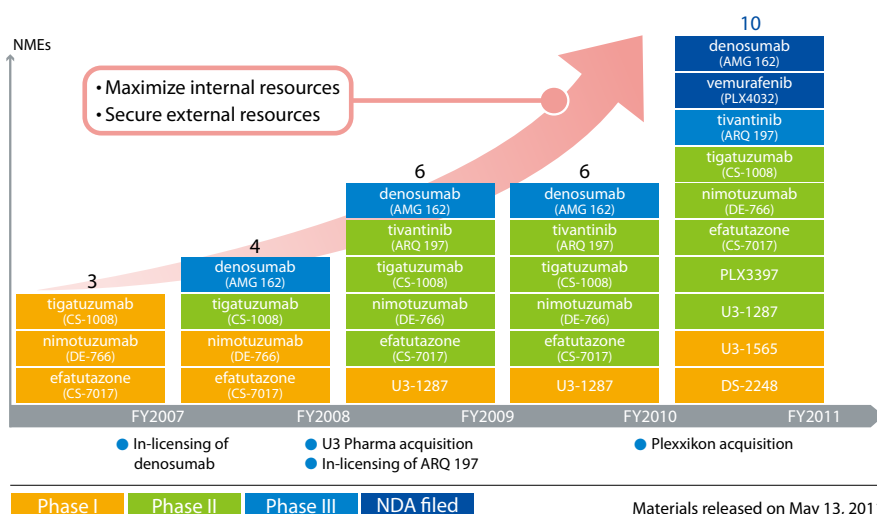 NMEs
• Maximize internal resources
• Secure external resources
3
tigatuzumab
(CS-1008)
nimotuzumab
(DE-766)
efatutazone
(CS-7017)
4
denosumab
(AMG 162)
tigatuzumab
(CS-1008)
nimotuzumab
(DE-766)
efatutazone
(CS-7017)
6
denosumab
(AMG 162)
tivantinib
(ARQ 197)
tigatuzumab
(CS-1008)
nimotuzumab
(DE-766)
efatutazone
(CS-7017)
U3-1287
6
denosumab
(AMG 162)
tivantinib
(ARQ 197)
tigatuzumab
(CS-1008)
nimotuzumab
(DE-766)
efatutazone
(CS-7017)
U3-1287
10
denosumab
(AMG 162)
vemurafenib
(PLX4032)
tivantinib
(ARQ 197)
tigatuzumab
(CS-1008)
nimotuzumab
(DE-766)
efatutazone
(CS-7017)
PLX3397
U3-1287
U3-1565
DS-2248
FY2007 FY2008 FY2009 FY2010 FY2011
● In-licensing of
denosumab
● U3 Pharma acquisition
● In-licensing of ARQ 197
● Plexxikon acquisition
Phase I Phase II Phase III NDA filed
Materials released on May 13, 201